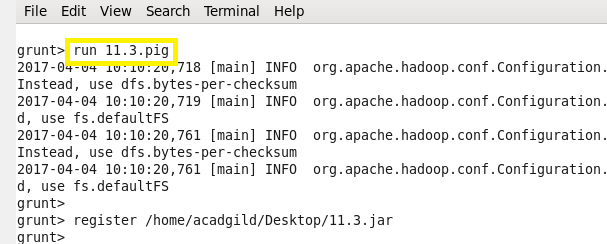 File Edit View Search Terminal Help
grunt> run 11.3.pig
2017-04-04 10:10:20,718 [main] INFO  org.apache.hadoop.conf.Configuration.
Instead, use dfs.bytes-per-checksum
2017-04-04 10:10:20,719 [main] INFO  org.apache.hadoop.conf.Configuration.
d, use fs.defaultFS
2017-04-04 10:10:20,761 [main] INFO  org.apache.hadoop.conf.Configuration.
Instead, use dfs.bytes-per-checksum
2017-04-04 10:10:20,761 [main] INFO  org.apache.hadoop.conf.Configuration.
d, use fs.defaultFS
grunt>
grunt> register /home/acadgild/Desktop/11.3.jar
grunt>